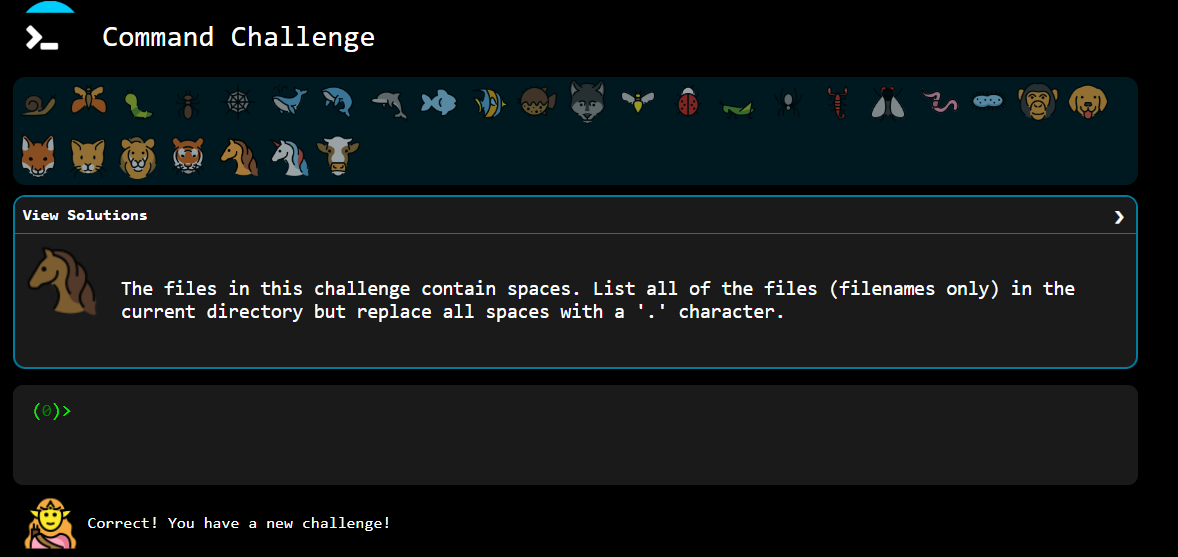 Command Challenge
View Solutions
The files in this challenge contain spaces. List all of the files (filenames only) in the
current directory but replace all spaces with a '.' character.
(0)>
Correct! You have a new challenge!